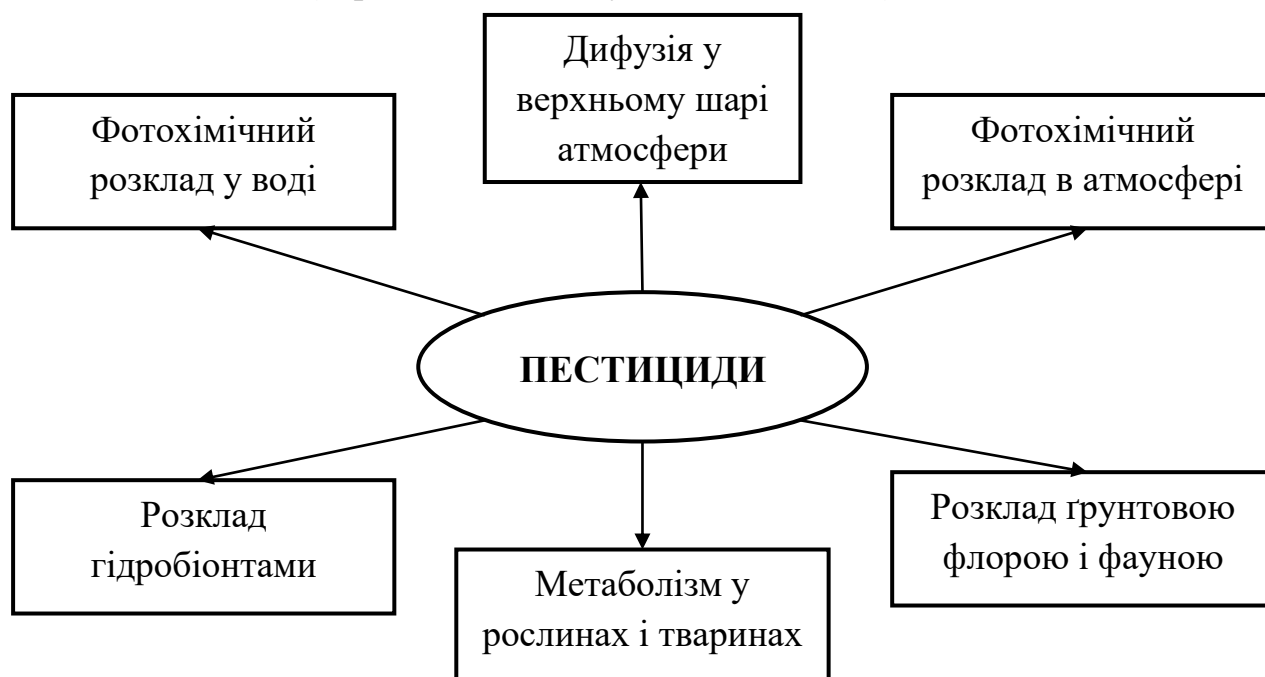 Дифузія у
верхньому шарі
атмосфери
Фотохімічний
розклад у воді
Фотохімічний
розклад в атмосфері
ПЕСТИЦИДИ
Розклад
гідробіонтами
Метаболізм у
рослинах і тваринах
Розклад ґрунтовою
флорою і фауною